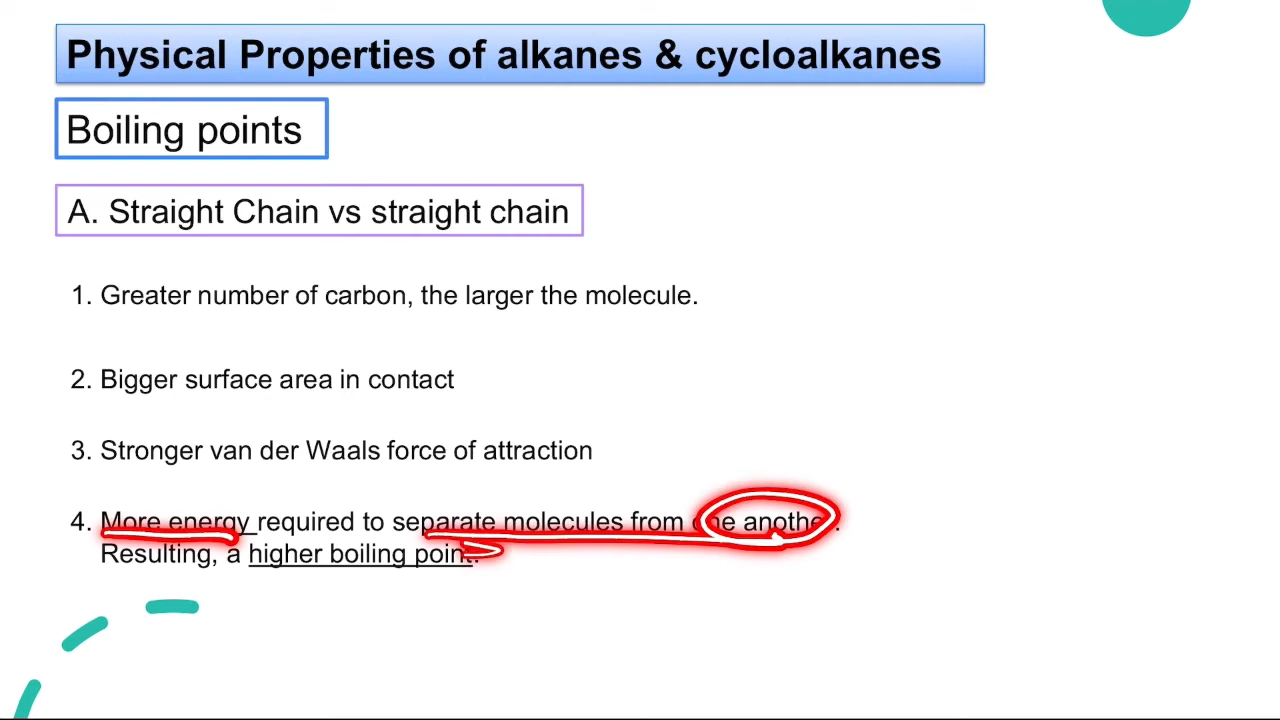 Physical Properties of alkanes & cycloalkanes
Boiling points
A. Straight Chain vs straight chain
1. Greater number of carbon, the larger the molecule.
2. Bigger surface area in contact
3. Stronger van der Waals force of attraction
4. More energy required to separate molecules from one another.
Resulting, a higher boiling point.